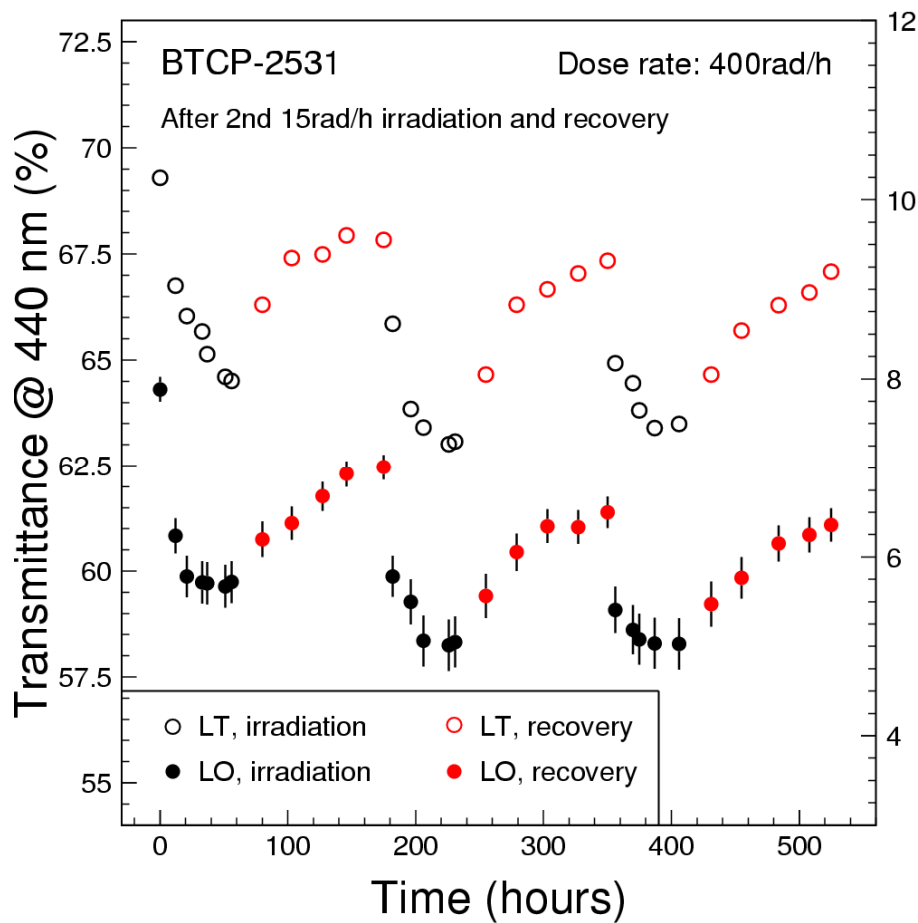 BTCP-2531
Dose rate: 400rad/h
After 2nd 15rad/h irradiation and recovery
Transmittance @ 440 nm (%)
72.5
70
67.5
65
62.5
60
57.5
55
12
10
8
6
4
LT, irradiation
LT, recovery
LO, irradiation
LO, recovery
0
100
200
300
400
500
Time (hours)